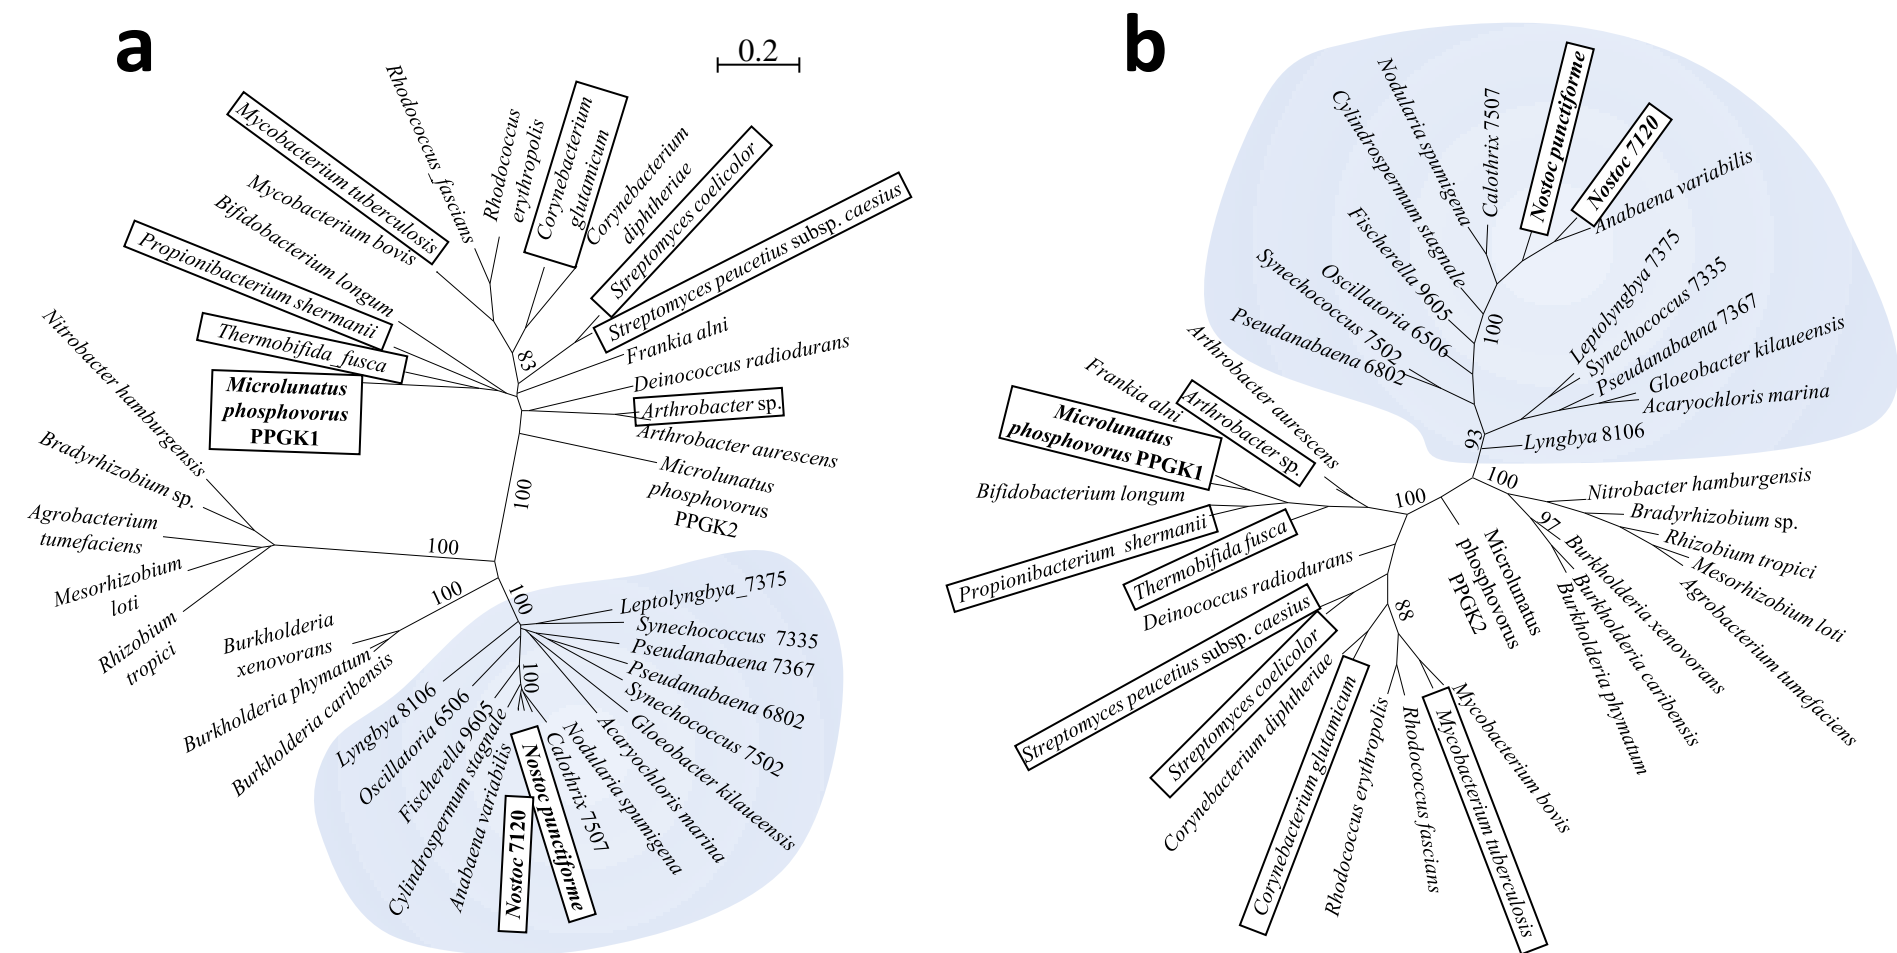 a
0.2
Rhodococcus_fascians
Rhodococcus
erythropolis
Corynebacterium
glutamicum
Corynebacterium
diphtheriae
Streptomyces coelicolor
Streptomyces peucetius subsp. caesius
Mycobacterium tuberculosis
Mycobacterium bovis
Bifidobacterium longum
Propionibacterium shermanii
Thermobifida_fusca
Microlunatus
phosphovorus
PPGK1
83
Frankia alni
Deinococcus radiodurans
Arthrobacter sp.
Arthrobacter aurescens
Microlunatus
phosphovorus
PPGK2
100
Nitrobacter hamburgensis
Bradyrhizobium sp.
Agrobacterium
tumefaciens
Mesorhizobium
loti
Rhizobium
tropici
100
100
Burkholderia
xenovorans
Burkholderia phymatum
Burkholderia caribensis
100
Leptolyngbya_7375
Synechococcus 7335
Pseudanabaena 7367
Pseudanabaena 6802
Synechococcus 7502
Gloeobacter kilaueensis
Acaryochloris marina
Nodularia spumigena
Calothrix 7507
Nostoc punctiforme
Nostoc 7120
Anabaena variabilis
Cylindrospermum stagnale
Fischerella 9605
Oscillatoria 6506
Lyngbya 8106
100
b
Nodularia spumigena
Cylindrospermum stagnale
Calothrix 7507
Nostoc punctiforme
Nostoc 7120
Anabaena variabilis
Fischerella 9605
Oscillatoria 6506
Synechococcus 7502
Pseudanabaena 6802
100
Leptolyngbya 7375
Synechococcus 7335
Pseudanabaena 7367
Gloeobacter kilaueensis
Acaryochloris marina
Lyngbya 8106
93
Arthrobacter aurescens
Frankia alni
Arthrobacter sp.
Microlunatus
phosphovorus PPGK1
Bifidobacterium longum
Propionibacterium shermanii
Thermobifida fusca
100
Deinococcus radiodurans
Streptomyces peucetius subsp. caesius
Streptomyces coelicolor
Corynebacterium diphtheriae
Corynebacterium glutamicum
88
Rhodococcus erythropolis
Rhodococcus fascians
Mycobacterium tuberculosis
Mycobacterium bovis
Microlunatus
phosphovorus
PPGK2
100
Nitrobacter hamburgensis
Bradyrhizobium sp.
Rhizobium tropici
Mesorhizobium loti
Agrobacterium tumefaciens
97
Burkholderia xenovorans
Burkholderia caribensis
Burkholderia phymatum